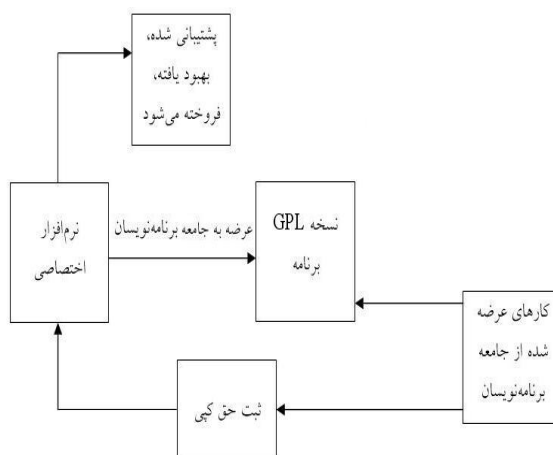 پشتیبانی شده،
بهبود یافته،
فروخته می‌شود
نرم‌افزار
اختصاصی
عرضه به جامعه برنامه‌نویسان
نسخه GPL
برنامه
کارهای عرضه
شده از جامعه
برنامه‌نویسان
ثبت حق کپی